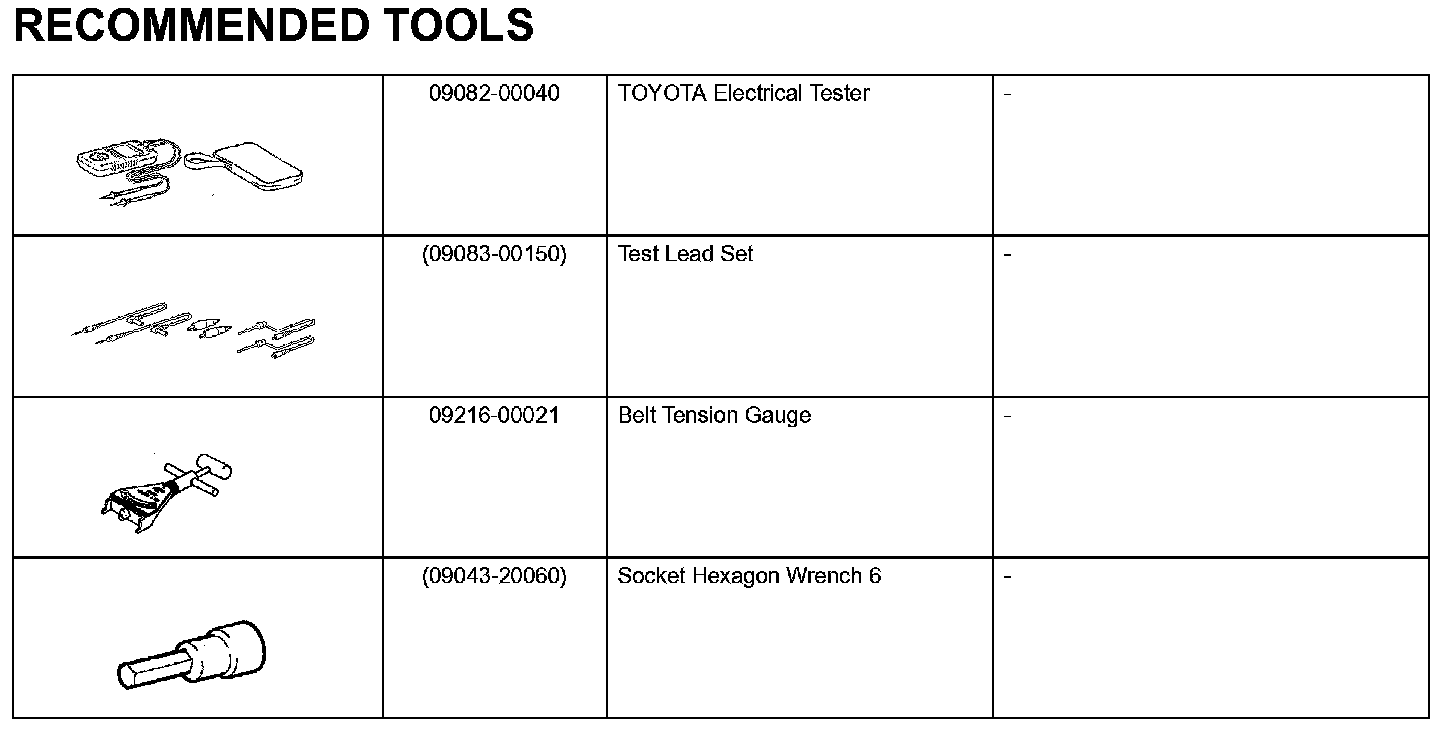 RECOMMENDED TOOLS
09082-00040 TOYOTA Electrical Tester -
(09083-00150) Test Lead Set -
09216-00021 Belt Tension Gauge -
(09043-20060) Socket Hexagon Wrench 6 -